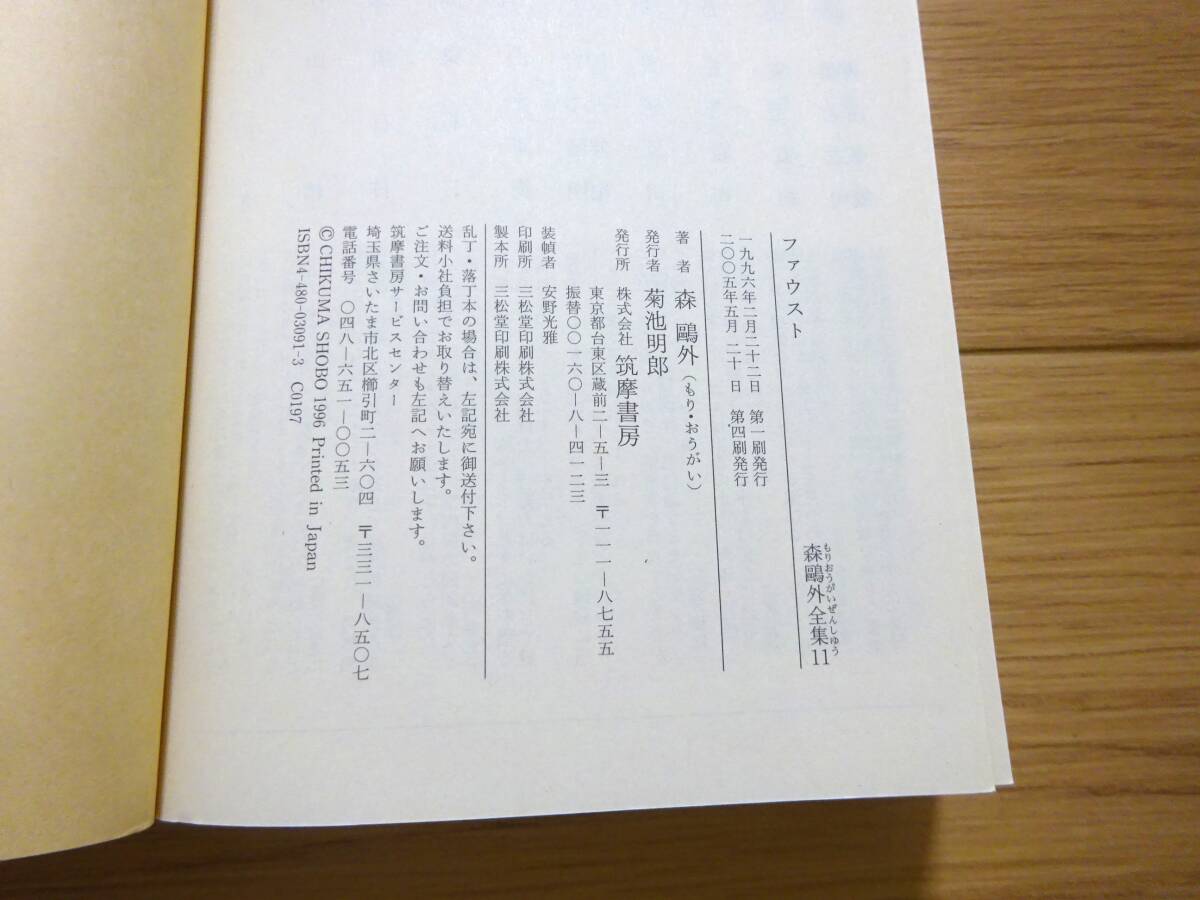 もりおうがいぜんしゅう
森鷗外全集11
ファウスト
一九九六年二月二十二日 第一刷発行
二〇〇五年五月 二十 日 第四刷発行
著 者 森 鷗外（もり・おうがい）
発行者 菊池明郎
発行所 株式会社 筑摩書房
東京都台東区蔵前二―五―三 〒一一一―八七五五
振替〇〇一六〇―八―四一二三
装幀者 安野光雅
印刷所 三松堂印刷株式会社
製本所 三松堂印刷株式会社
乱丁・落丁本の場合は、左記宛に御送付下さい。
送料小社負担でお取り替えいたします。
ご注文・お問い合わせも左記へお願いします。
筑摩書房サービスセンター
埼玉県さいたま市北区櫛引町二―六〇四 〒三三一―八五〇七
電話番号 〇四八―六五一―〇〇五三
© CHIKUMA SHOBO 1996 Printed in Japan
ISBN4-480-03091-3 C0197